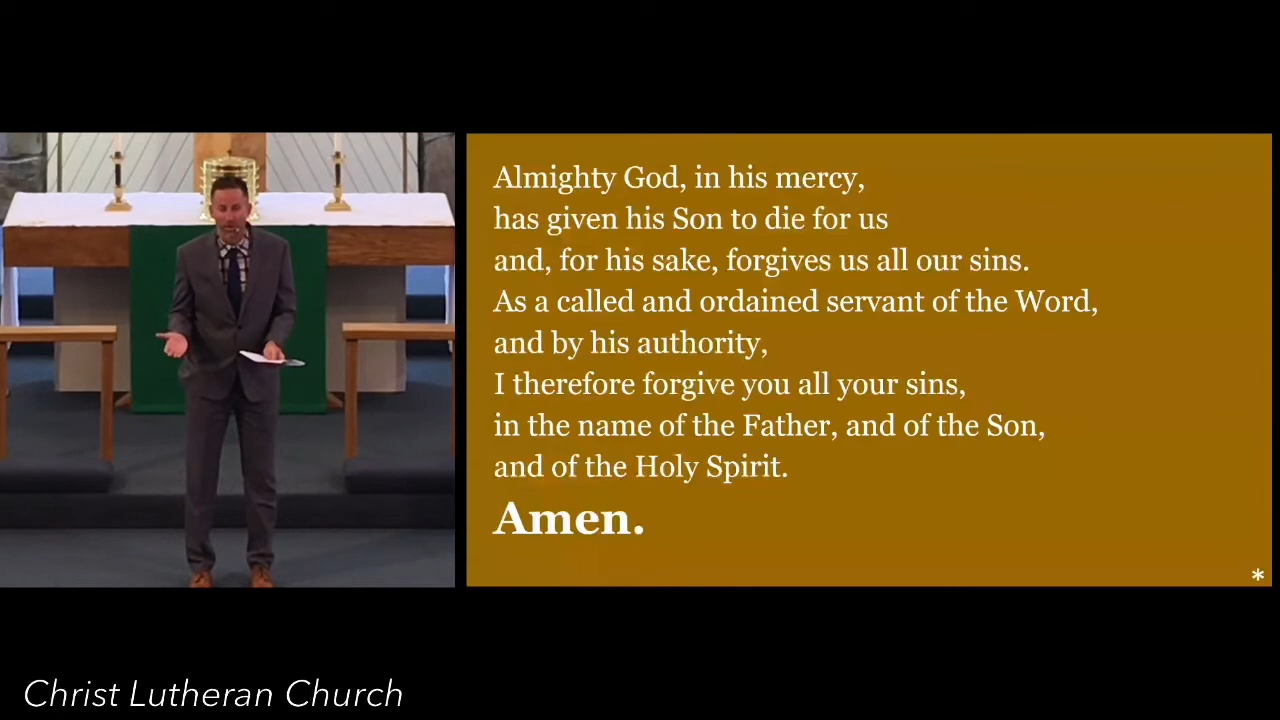 Almighty God, in his mercy,
has given his Son to die for us
and, for his sake, forgives us all our sins.
As a called and ordained servant of the Word,
and by his authority,
I therefore forgive you all your sins,
in the name of the Father, and of the Son,
and of the Holy Spirit.
Amen.
*
Christ Lutheran Church